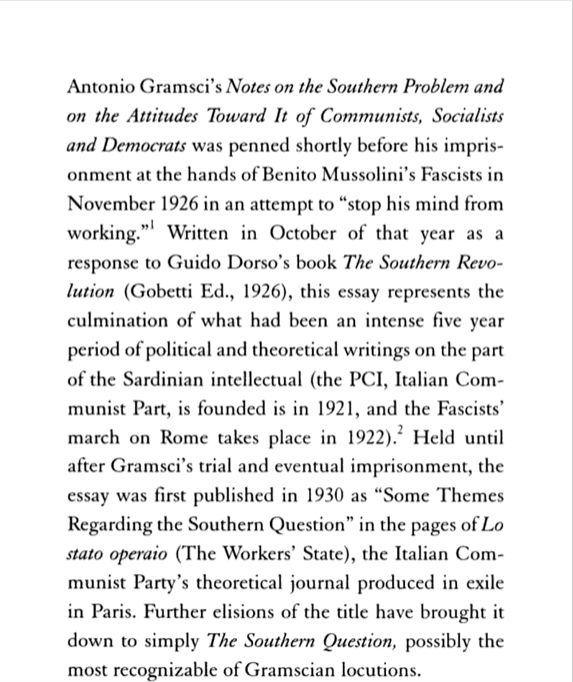 Antonio Gramsci's Notes on the Southern Problem and
on the Attitudes Toward It of Communists, Socialists
and Democrats was penned shortly before his impris-
onment at the hands of Benito Mussolini's Fascists in
November 1926 in an attempt to “stop his mind from
working.”1 Written in October of that year as a
response to Guido Dorso's book The Southern Revo-
lution (Gobetti Ed., 1926), this essay represents the
culmination of what had been an intense five year
period of political and theoretical writings on the part
of the Sardinian intellectual (the PCI, Italian Com-
munist Part, is founded is in 1921, and the Fascists'
march on Rome takes place in 1922).2 Held until
after Gramsci's trial and eventual imprisonment, the
essay was first published in 1930 as “Some Themes
Regarding the Southern Question” in the pages of Lo
stato operaio (The Workers' State), the Italian Com-
munist Party's theoretical journal produced in exile
in Paris. Further elisions of the title have brought it
down to simply The Southern Question, possibly the
most recognizable of Gramscian locutions.